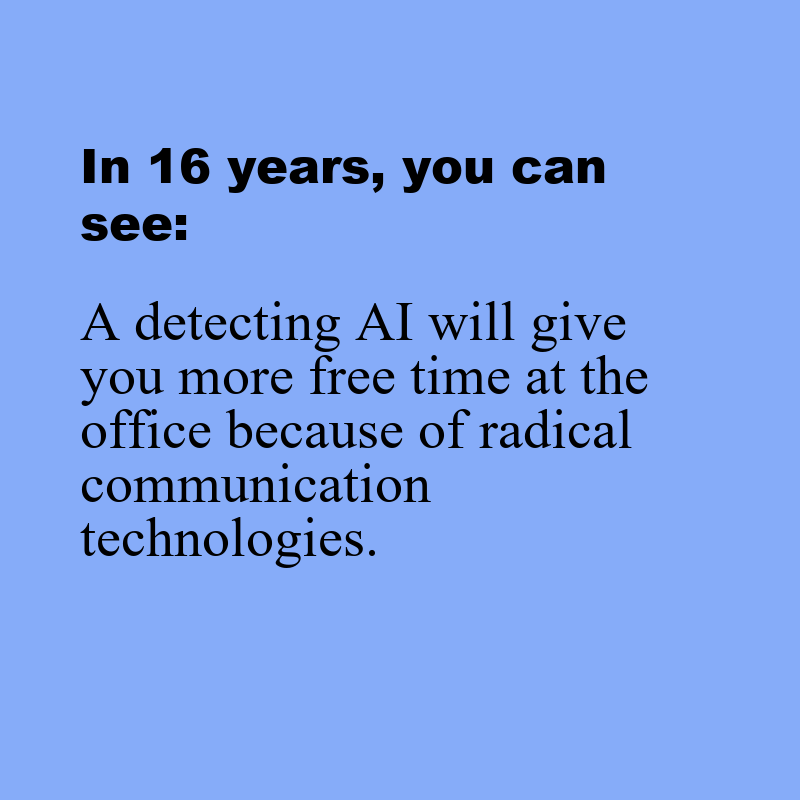 In 16 years, you can
see:
A detecting AI will give
you more free time at the
office because of radical
communication
technologies.